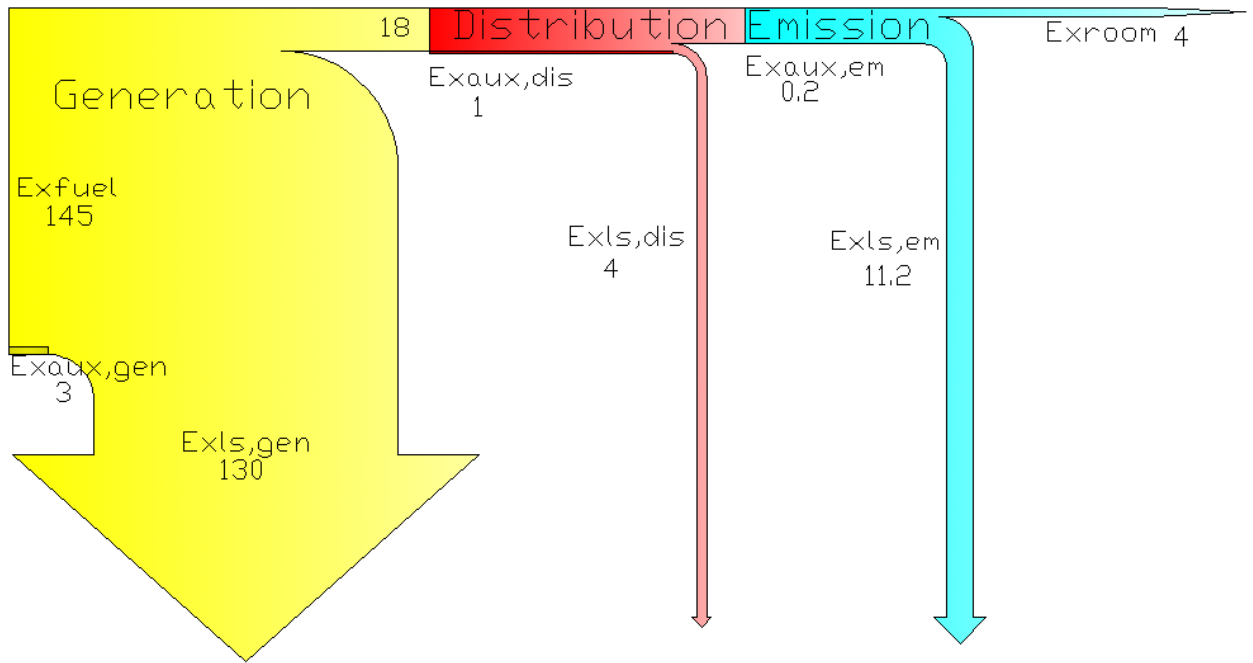 18
Distribution
Emission
Exroom 4
Exaux,dis
1
Exaux,em
0.2
Generation
Exfuel
145
Exls,dis
4
Exls,em
11.2
Exaux,gen
3
Exls,gen
130